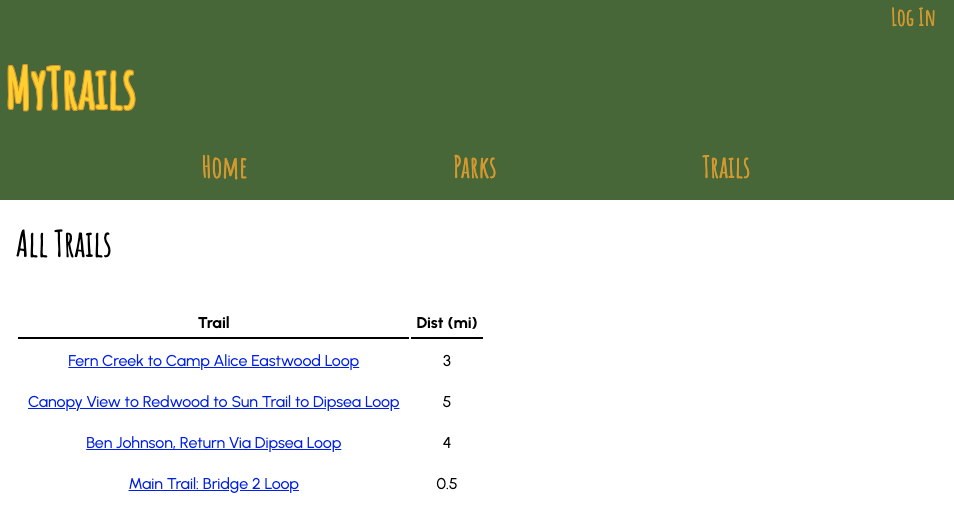 Log In
MyTrails
Home Parks Trails
All Trails
Trail Dist (mi)
Fern Creek to Camp Alice Eastwood Loop 3
Canopy View to Redwood to Sun Trail to Dipsea Loop 5
Ben Johnson, Return Via Dipsea Loop 4
Main Trail: Bridge 2 Loop 0.5